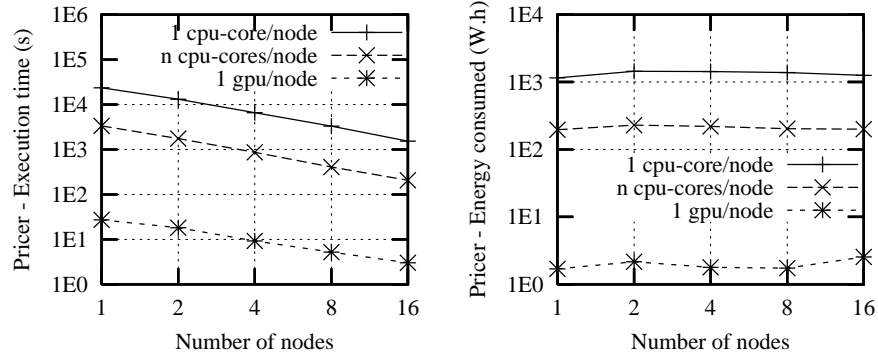 Pricer - Execution time (s)
1E6
1E5
1E4
1E3
1E2
1E1
1E0
1 cpu-core/node
n cpu-cores/node
1 gpu/node
1 2 4 8 16
Number of nodes
Pricer - Energy consumed (W.h)
1E4
1E3
1E2
1E1
1E0
1 cpu-core/node
n cpu-cores/node
1 gpu/node
1 2 4 8 16
Number of nodes